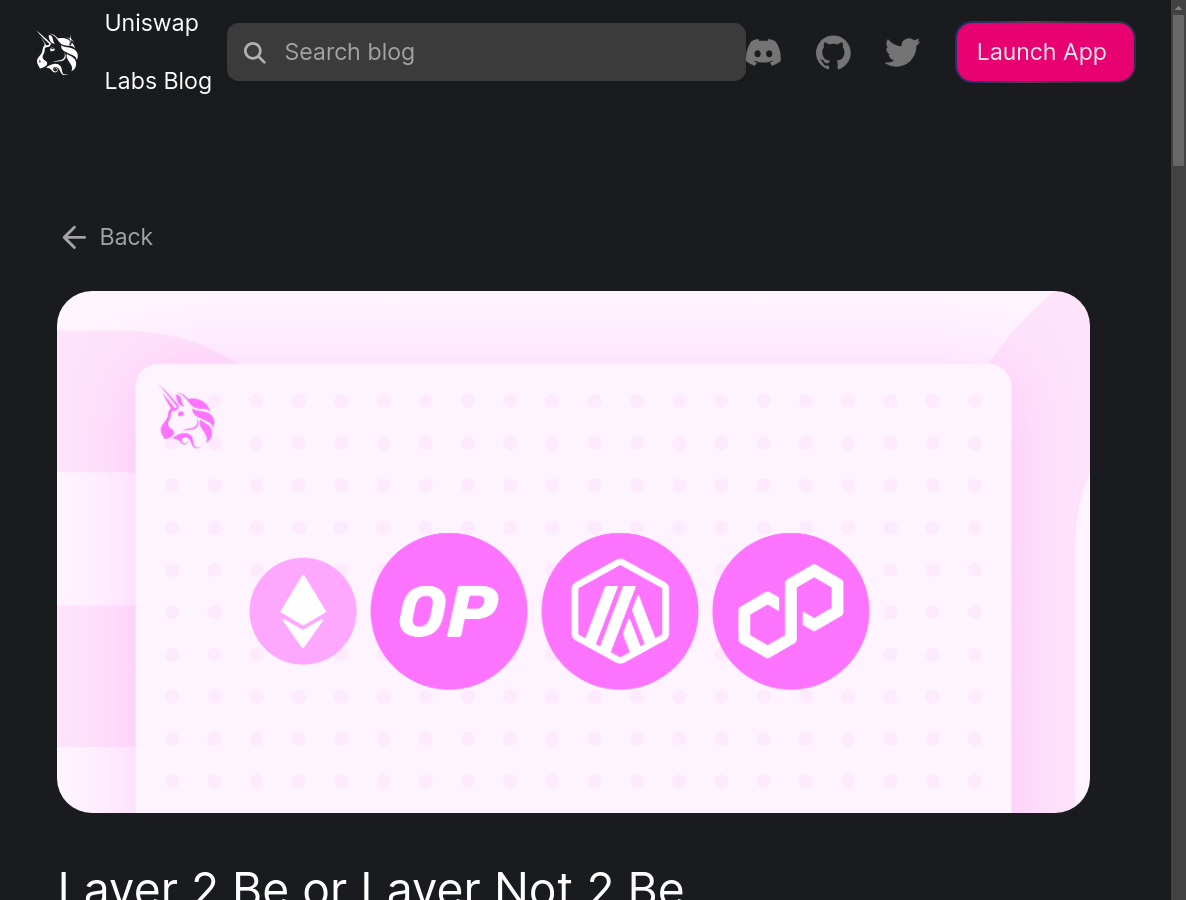 Uniswap
Labs Blog
Search blog
Launch App
Back
OP
Layer 2 Be or Layer Not 2 Be